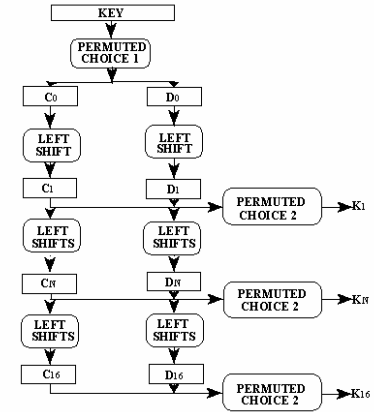 KEY
PERMUTED
CHOICE 1
C0 D0
LEFT
SHIFT
LEFT
SHIFT
C1 D1
PERMUTED
CHOICE 2
K1
LEFT
SHIFTS
LEFT
SHIFTS
CN DN
PERMUTED
CHOICE 2
KN
LEFT
SHIFTS
LEFT
SHIFTS
C16 D16
PERMUTED
CHOICE 2
K16